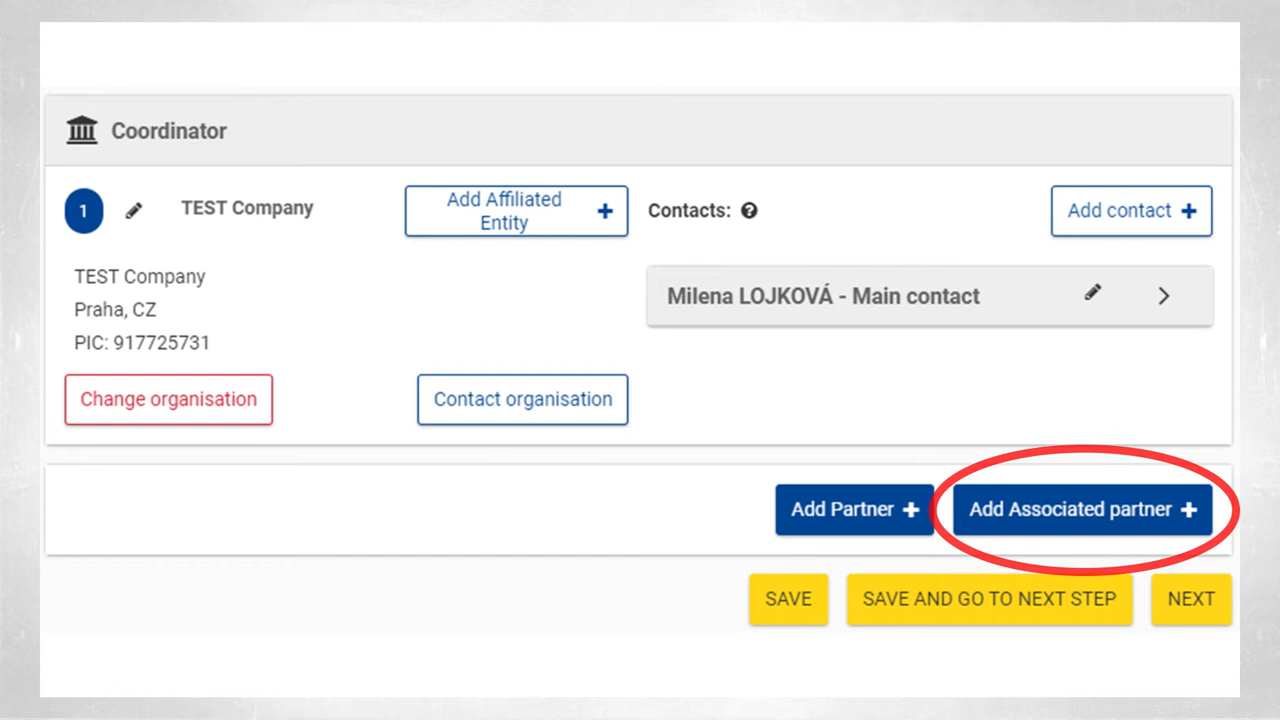 Coordinator
1
TEST Company
Add Affiliated
Entity
Contacts:
Add contact
TEST Company
Praha, CZ
PIC: 917725731
Milena LOJKOVÁ - Main contact
Change organisation
Contact organisation
Add Partner
Add Associated partner
SAVE
SAVE AND GO TO NEXT STEP
NEXT